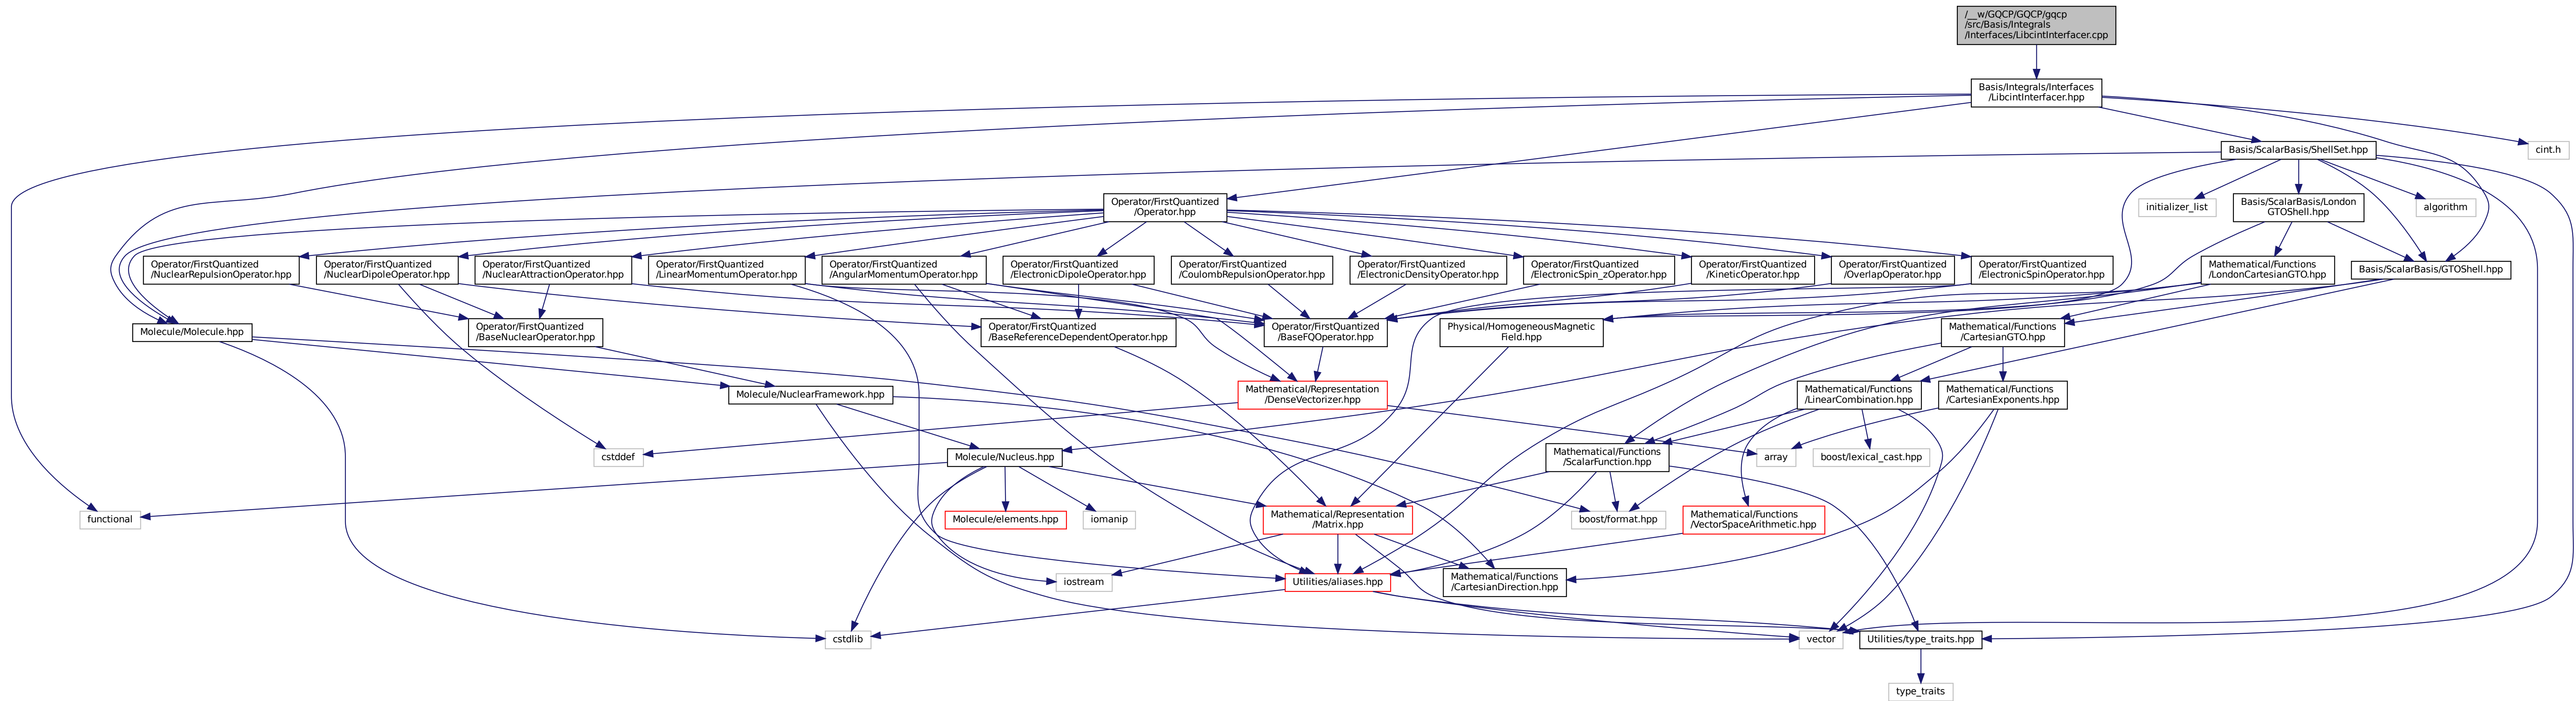 /__w/GQCP/GQCP/gqcp
/src/Basis/Integrals
/Interfaces/LibcintInterfacer.cpp
Basis/Integrals/Interfaces
/LibcintInterfacer.hpp
Basis/ScalarBasis/ShellSet.hpp
cint.h
Operator/FirstQuantized
/Operator.hpp
initializer_list
Basis/ScalarBasis/London
GTOShell.hpp
algorithm
Operator/FirstQuantized
/NuclearRepulsionOperator.hpp
Operator/FirstQuantized
/NuclearDipoleOperator.hpp
Operator/FirstQuantized
/NuclearAttractionOperator.hpp
Operator/FirstQuantized
/LinearMomentumOperator.hpp
Operator/FirstQuantized
/AngularMomentumOperator.hpp
Operator/FirstQuantized
/ElectronicDipoleOperator.hpp
Operator/FirstQuantized
/CoulombRepulsionOperator.hpp
Operator/FirstQuantized
/ElectronicDensityOperator.hpp
Operator/FirstQuantized
/ElectronicSpin_zOperator.hpp
Operator/FirstQuantized
/KineticOperator.hpp
Operator/FirstQuantized
/OverlapOperator.hpp
Operator/FirstQuantized
/ElectronicSpinOperator.hpp
Mathematical/Functions
/LondonCartesianGTO.hpp
Basis/ScalarBasis/GTOShell.hpp
Molecule/Molecule.hpp
Operator/FirstQuantized
/BaseNuclearOperator.hpp
Operator/FirstQuantized
/BaseReferenceDependentOperator.hpp
Operator/FirstQuantized
/BaseFQOperator.hpp
Physical/HomogeneousMagnetic
Field.hpp
Mathematical/Functions
/CartesianGTO.hpp
Molecule/NuclearFramework.hpp
Mathematical/Representation
/DenseVectorizer.hpp
Mathematical/Functions
/LinearCombination.hpp
Mathematical/Functions
/CartesianExponents.hpp
cstddef
Molecule/Nucleus.hpp
Mathematical/Functions
/ScalarFunction.hpp
array
boost/lexical_cast.hpp
functional
Molecule/elements.hpp
iomanip
Mathematical/Representation
/Matrix.hpp
boost/format.hpp
Mathematical/Functions
/VectorSpaceArithmetic.hpp
iostream
Utilities/aliases.hpp
Mathematical/Functions
/CartesianDirection.hpp
cstdlib
vector
Utilities/type_traits.hpp
type_traits